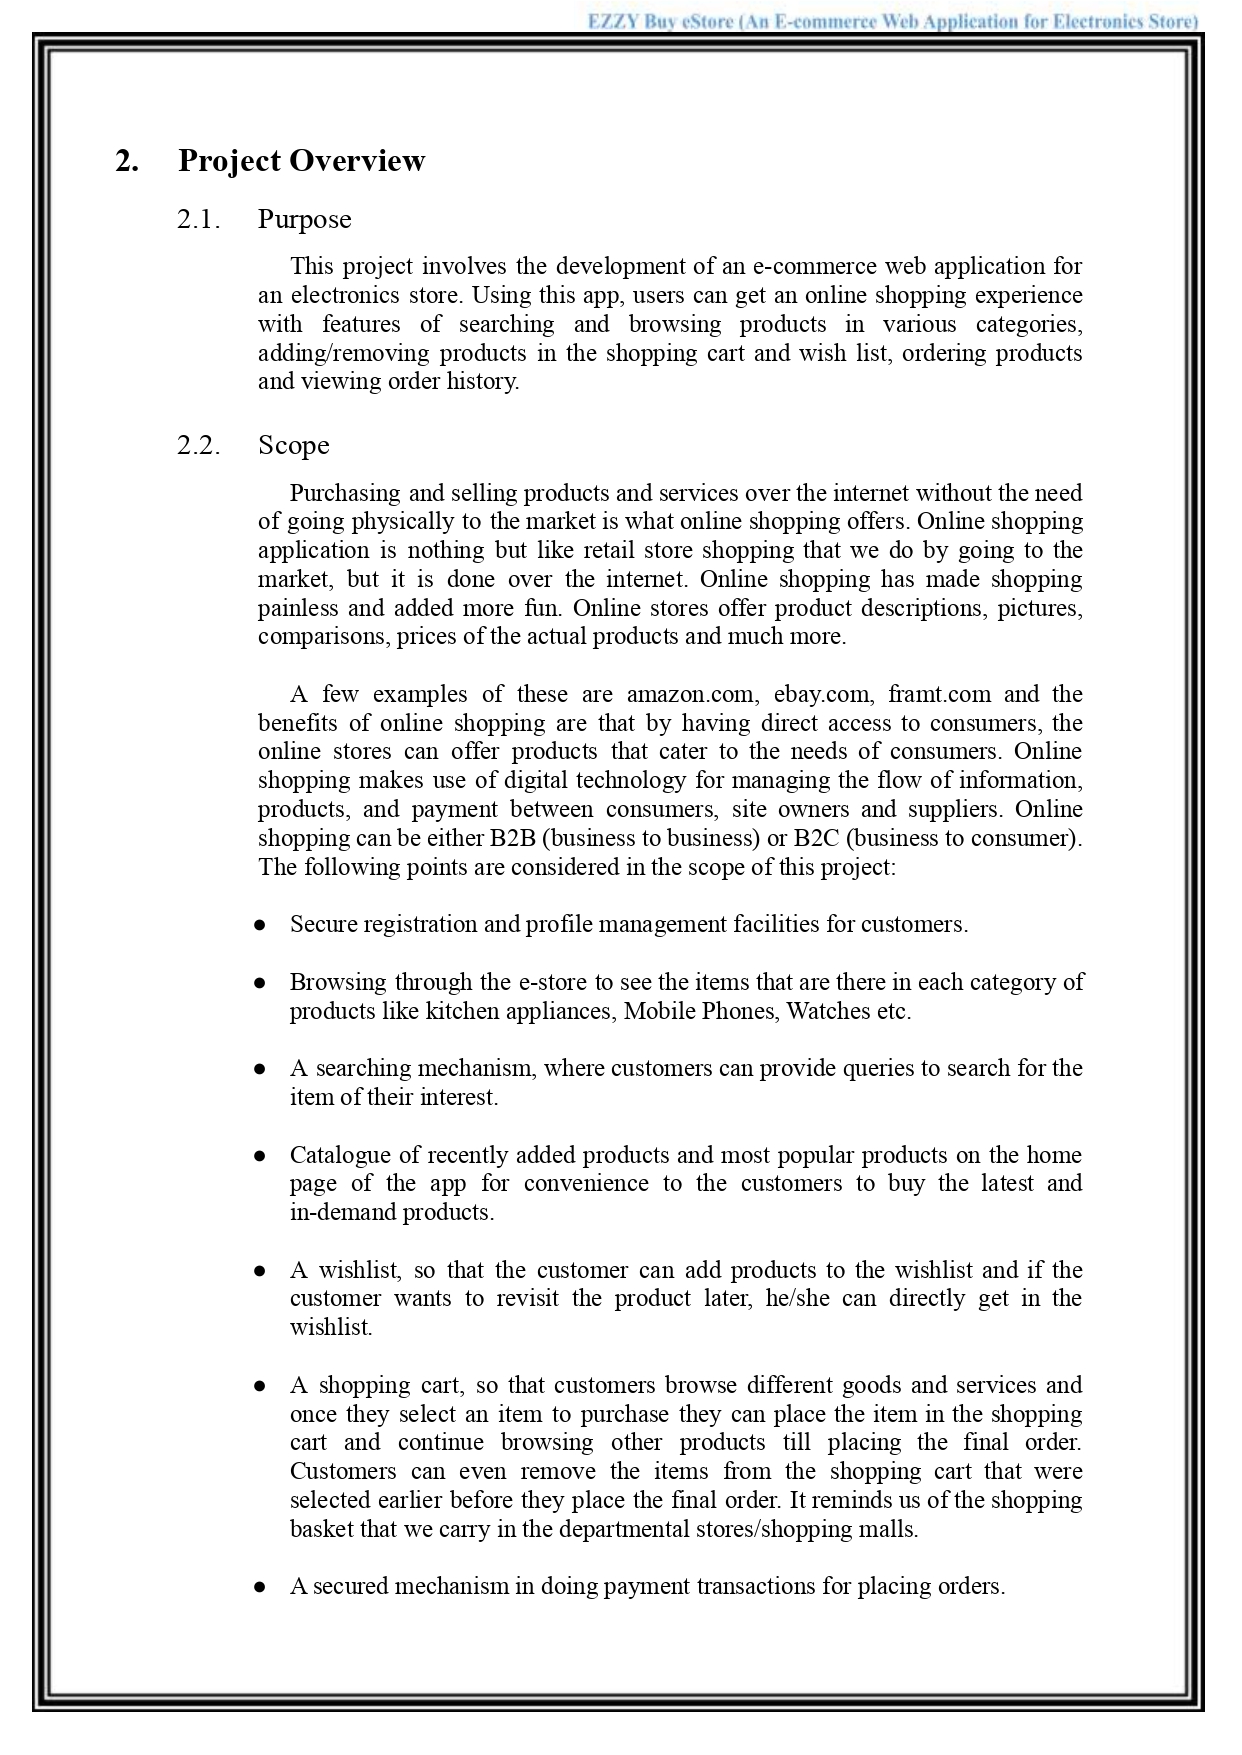 EZZY Buy eStore (An E-commerce Web Application for Electronics Store)
2. Project Overview
2.1. Purpose
This project involves the development of an e-commerce web application for
an electronics store. Using this app, users can get an online shopping experience
with features of searching and browsing products in various categories,
adding/removing products in the shopping cart and wish list, ordering products
and viewing order history.
2.2. Scope
Purchasing and selling products and services over the internet without the need
of going physically to the market is what online shopping offers. Online shopping
application is nothing but like retail store shopping that we do by going to the
market, but it is done over the internet. Online shopping has made shopping
painless and added more fun. Online stores offer product descriptions, pictures,
comparisons, prices of the actual products and much more.
A few examples of these are amazon.com, ebay.com, framt.com and the
benefits of online shopping are that by having direct access to consumers, the
online stores can offer products that cater to the needs of consumers. Online
shopping makes use of digital technology for managing the flow of information,
products, and payment between consumers, site owners and suppliers. Online
shopping can be either B2B (business to business) or B2C (business to consumer).
The following points are considered in the scope of this project:
● Secure registration and profile management facilities for customers.
● Browsing through the e-store to see the items that are there in each category of
products like kitchen appliances, Mobile Phones, Watches etc.
● A searching mechanism, where customers can provide queries to search for the
item of their interest.
● Catalogue of recently added products and most popular products on the home
page of the app for convenience to the customers to buy the latest and
in-demand products.
● A wishlist, so that the customer can add products to the wishlist and if the
customer wants to revisit the product later, he/she can directly get in the
wishlist.
● A shopping cart, so that customers browse different goods and services and
once they select an item to purchase they can place the item in the shopping
cart and continue browsing other products till placing the final order.
Customers can even remove the items from the shopping cart that were
selected earlier before they place the final order. It reminds us of the shopping
basket that we carry in the departmental stores/shopping malls.
● A secured mechanism in doing payment transactions for placing orders.